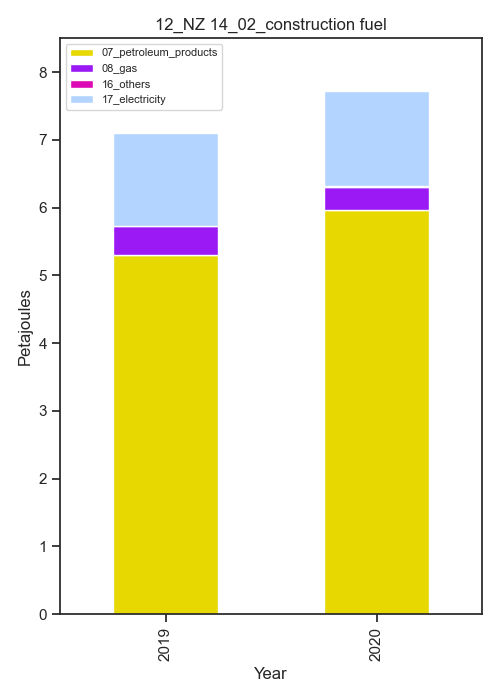 12_NZ 14_02_construction fuel
07_petroleum_products
08_gas
16_others
17_electricity
8
7
6
5
4
3
2
1
0
Petajoules
2019
2020
Year